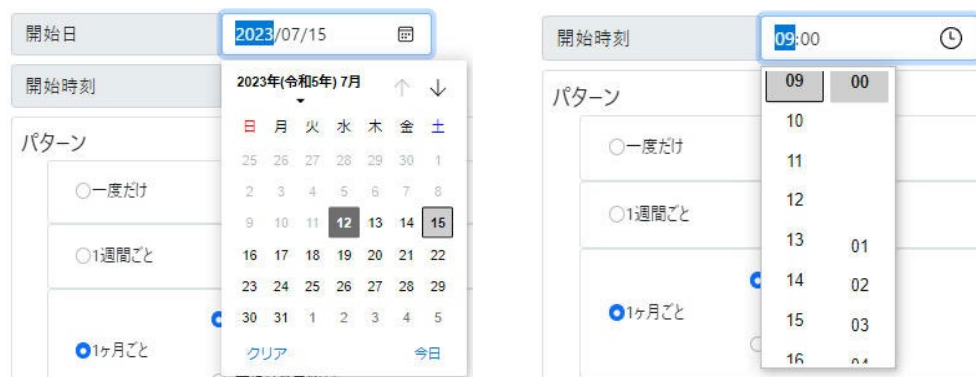 開始日 2023/07/15
開始時刻
2023年(令和5年) 7月
日 月 火 水 木 金 土
25 26 27 28 29 30 1
2 3 4 5 6 7 8
9 10 11 12 13 14 15
16 17 18 19 20 21 22
23 24 25 26 27 28 29
30 31 1 2 3 4 5
クリア 今日
パターン
○一度だけ
○1週間ごと
1ヶ月ごと
開始時刻 09:00
09 00
10
11
12
13 01
14 02
15 03
16 04
パターン
○一度だけ
○1週間ごと
1ヶ月ごと